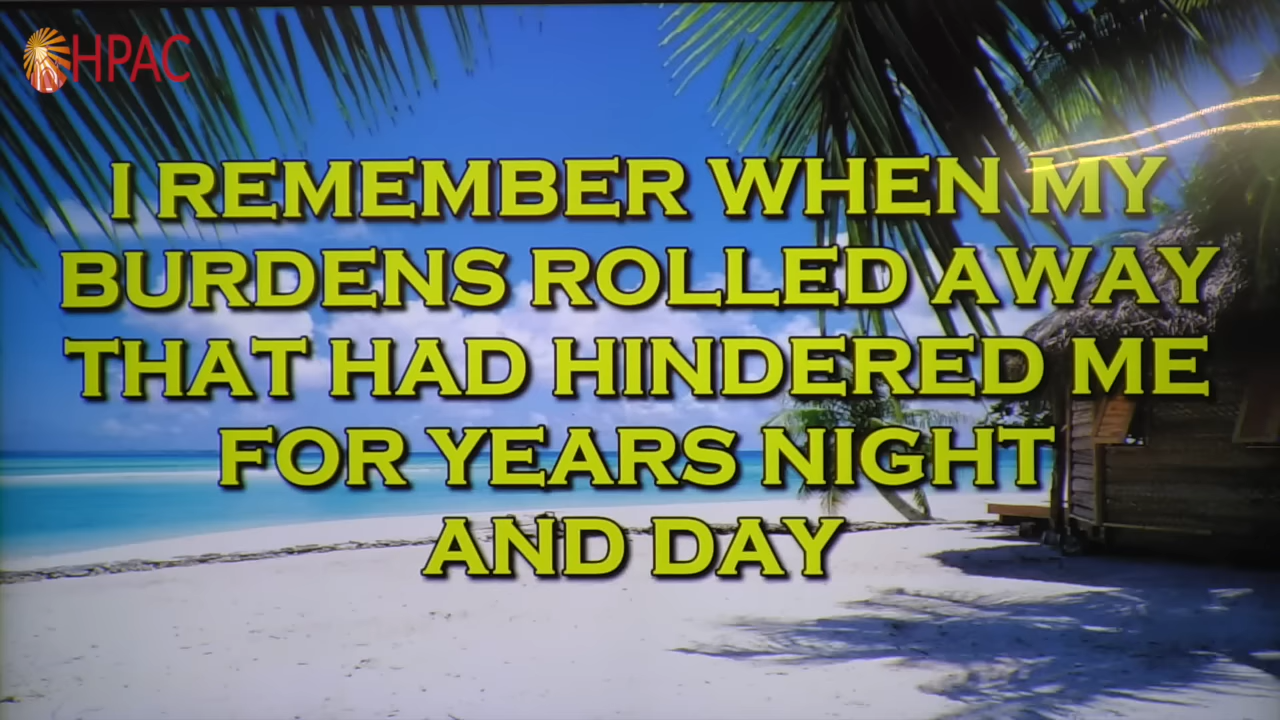 HPAC
I REMEMBER WHEN MY
BURDENS ROLLED AWAY
THAT HAD HINDERED ME
FOR YEARS NIGHT
AND DAY